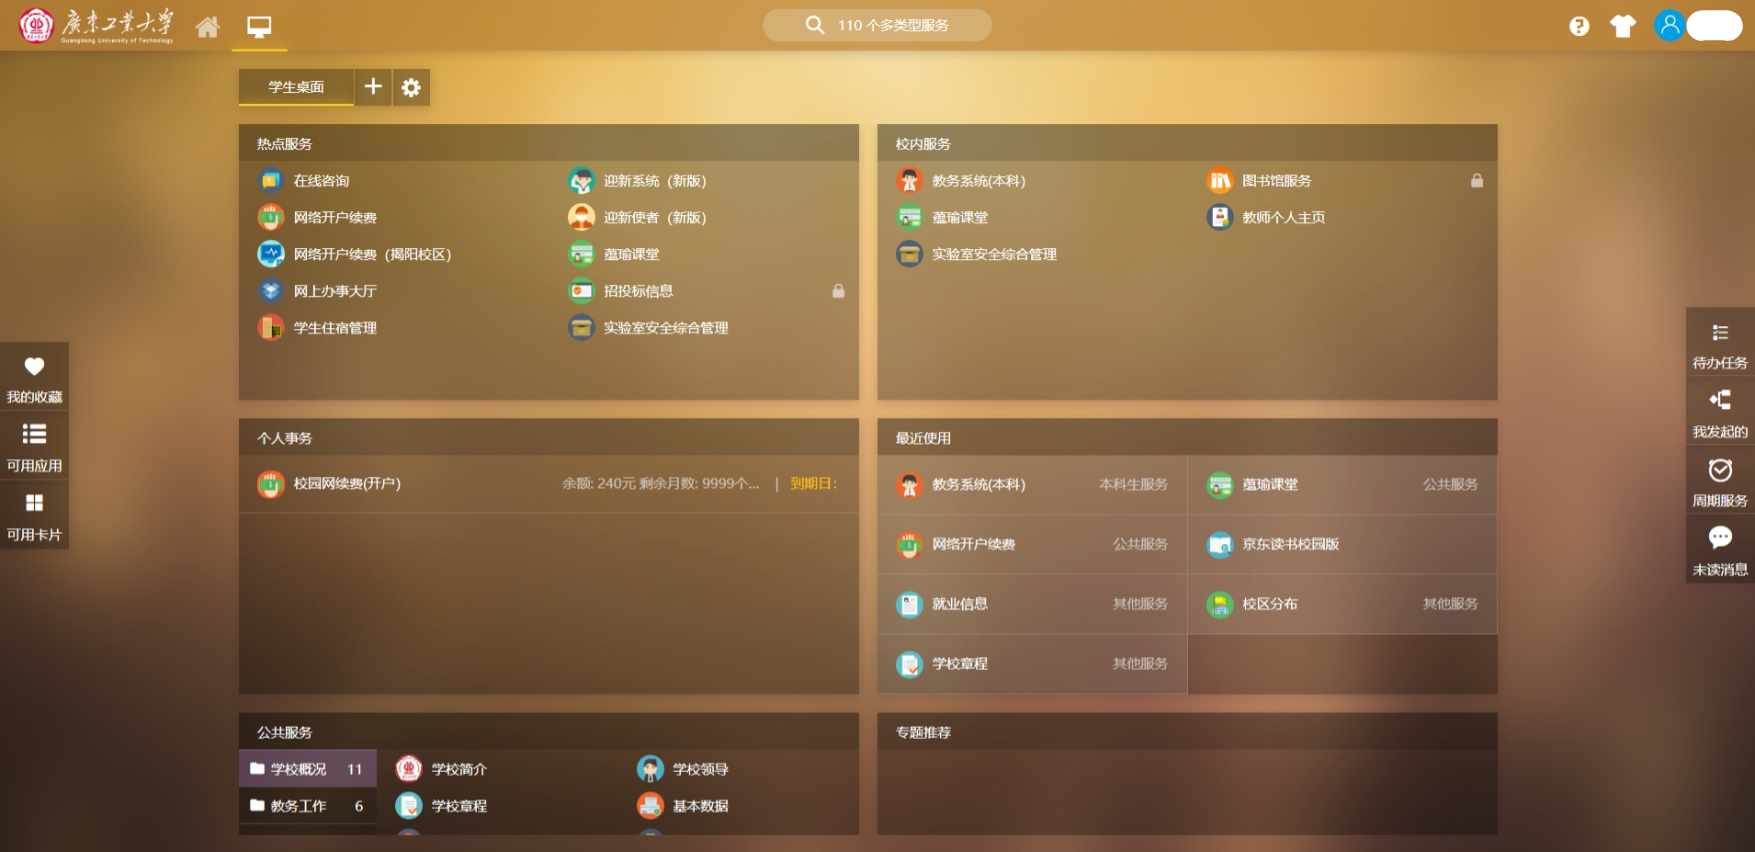 廣東工業大學
Guangdong University of Technology
110 个多类型服务
学生桌面
热点服务
在线咨询
迎新系统（新版）
网络开户续费
迎新使者（新版）
网络开户续费（揭阳校区）
蕴瑜课堂
网上办事大厅
招投标信息
学生住宿管理
实验室安全综合管理
校内服务
教务系统(本科)
图书馆服务
蕴瑜课堂
教师个人主页
实验室安全综合管理
我的收藏
可用应用
可用卡片
个人事务
校园网续费(开户) 余额: 240元 剩余月数: 9999个... | 到期日:
最近使用
教务系统(本科) 本科生服务
蕴瑜课堂 公共服务
网络开户续费 公共服务
京东读书校园版
就业信息 其他服务
校区分布 其他服务
学校章程 其他服务
待办任务
我发起的
周期服务
未读消息
公共服务
学校概况 11
教务工作 6
学校简介
学校领导
学校章程
基本数据
专题推荐